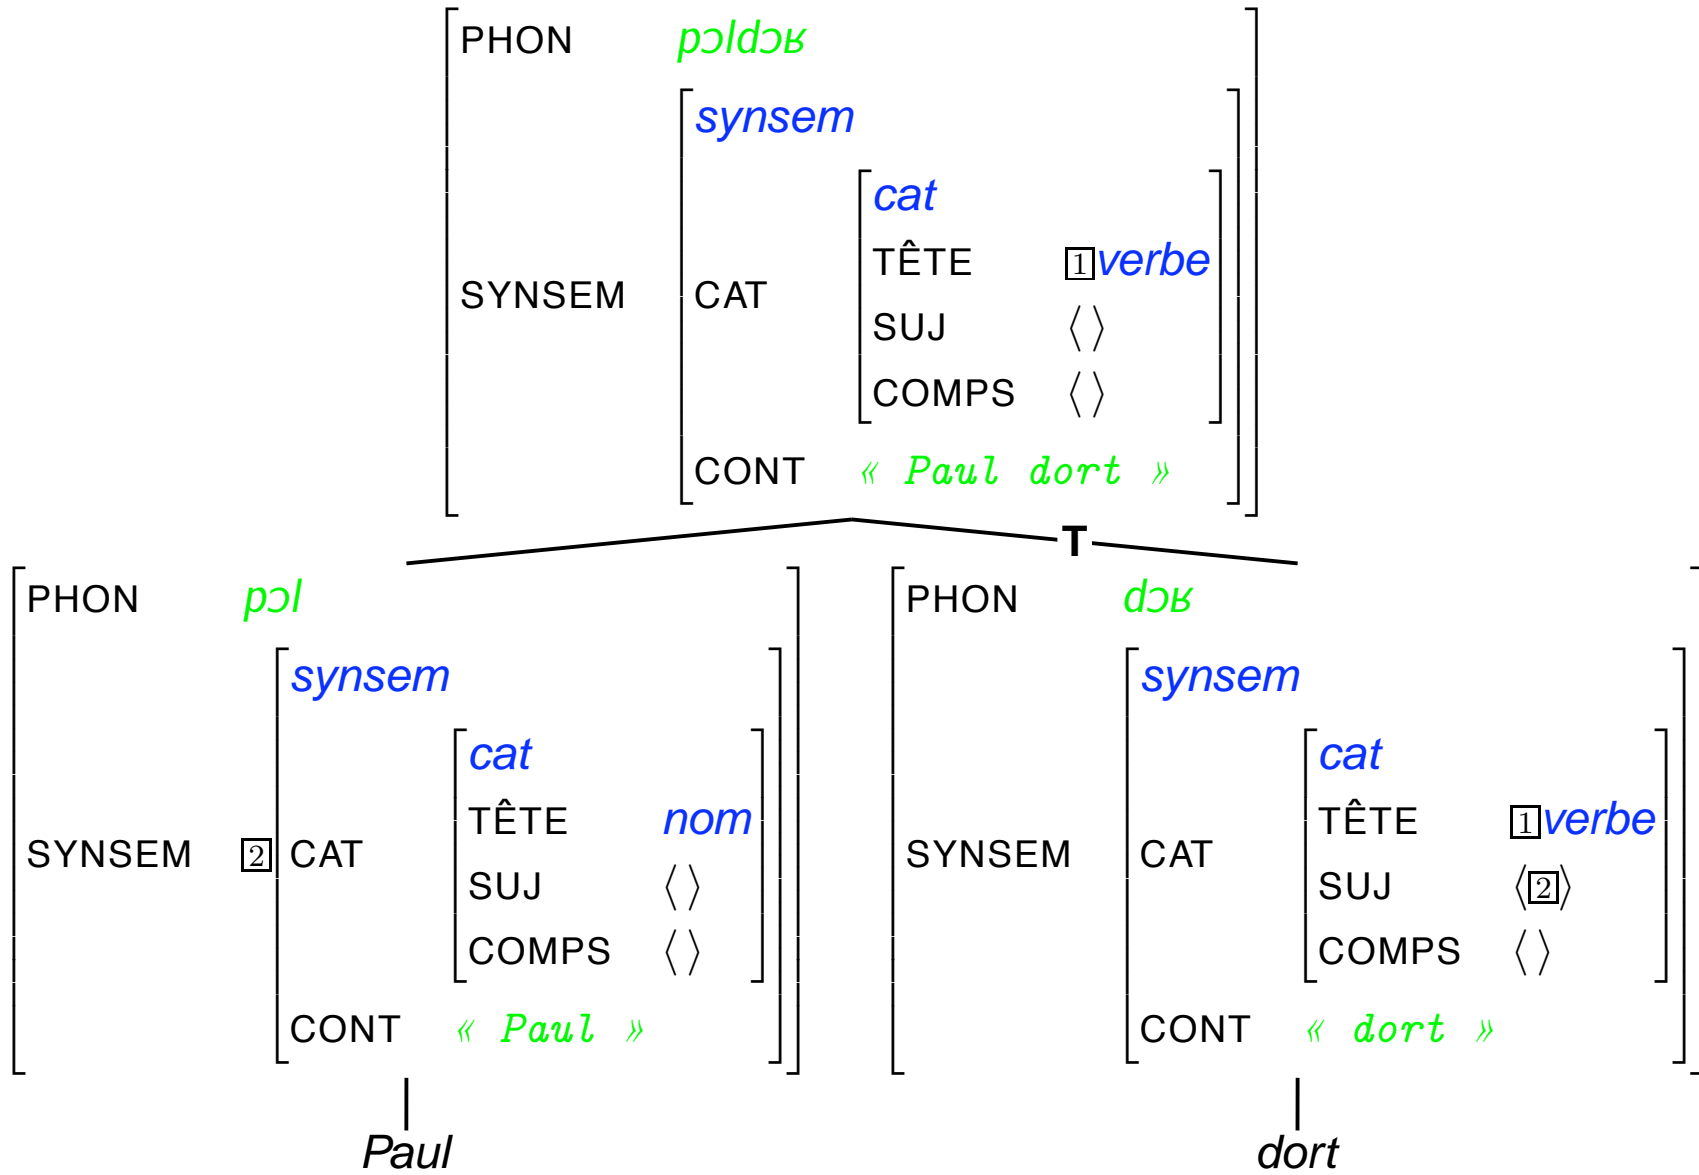 PHON pɔldɔʁ
synsem
cat
TÊTE 1 verbe
SYNSEM CAT
SUJ ⟨ ⟩
COMPS ⟨ ⟩
CONT « Paul dort »
T
PHON pɔl PHON dɔʁ
synsem synsem
cat cat
TÊTE nom TÊTE 1 verbe
SYNSEM 2 CAT SYNSEM CAT
SUJ ⟨ ⟩ SUJ ⟨2⟩
COMPS ⟨ ⟩ COMPS ⟨ ⟩
CONT « Paul » CONT « dort »
Paul dort